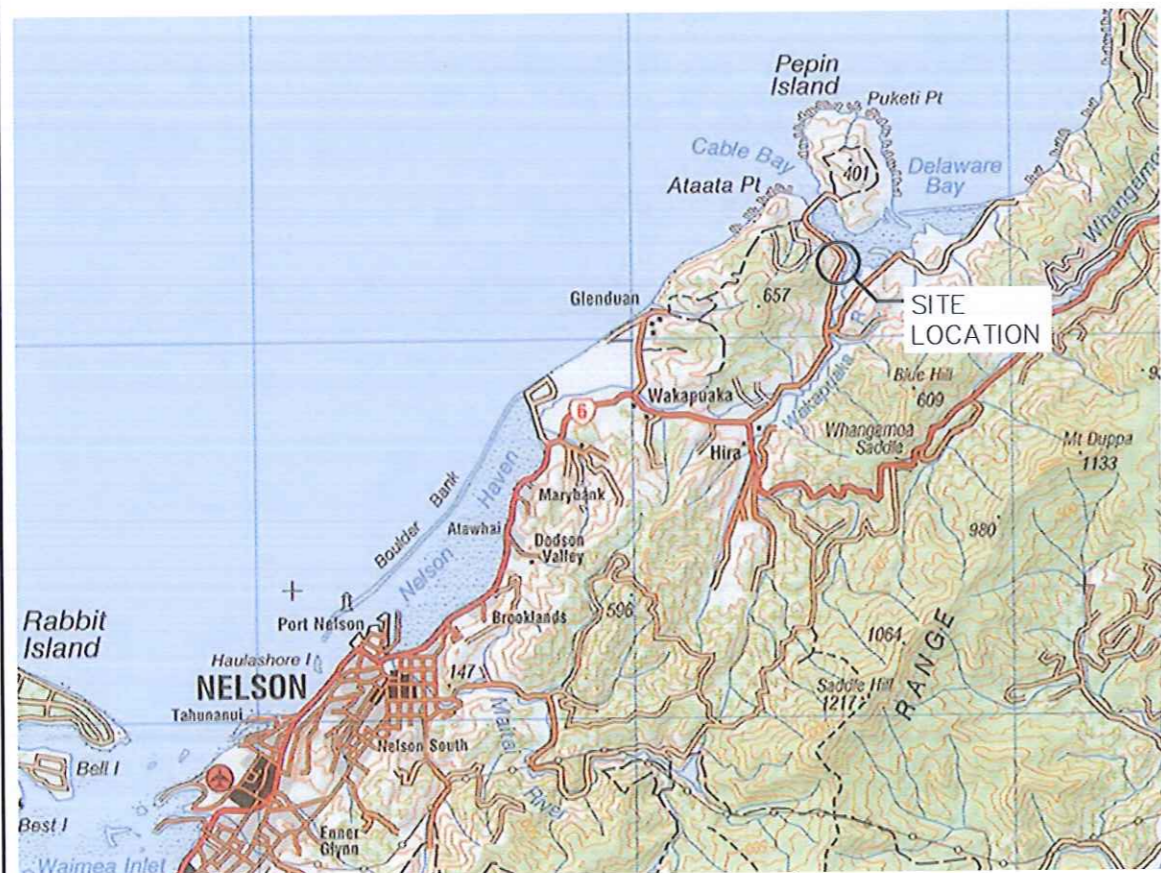 Pepin
Island
Puketi Pt
Cable Bay
401
Delaware
Bay
Ataata Pt
SITE
LOCATION
Glenduan
657
R
Blue Hill
609
Wakapuaka
6
Wakapuaka
Whangamoa
Saddle
Mt Duppa
1133
Hira
Marybank
Boulder Bank
Nelson Haven
Atawhai
Dodson
Valley
980
Rabbit
Island
Port Nelson
Brooklands
596
1064
Haulashore I
NELSON
147
Saddle Hill
1217
RANGE
Tahunanui
Maitai
River
Nelson South
Bell I
Best I
Enner
Glynn
Waimea Inlet